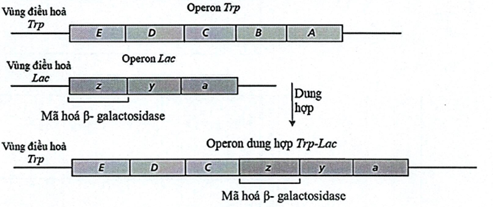 Vùng điều hoà
Trp
Operon Trp
E D C B A
Vùng điều hoà
Lac
Operon Lac
z y a
Mã hoá β- galactosidase
Dung
hợp
Vùng điều hoà
Trp
Operon dung hợp Trp-Lac
E D C z y a
Mã hoá β- galactosidase